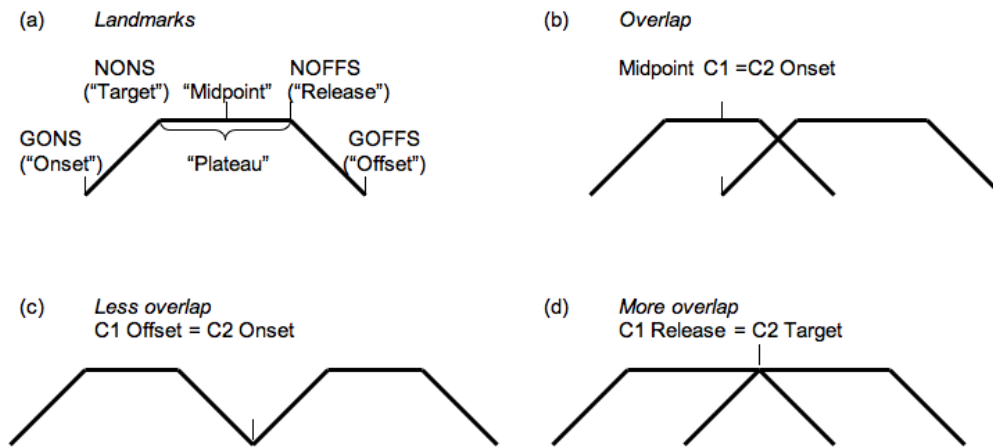 (a) Landmarks
NONS NOFFS
(“Target”) “Midpoint” (“Release”)
GONS GOFFS
(“Onset”) “Plateau” (“Offset”)
(b) Overlap
Midpoint C1 =C2 Onset
(c) Less overlap
C1 Offset = C2 Onset
(d) More overlap
C1 Release = C2 Target